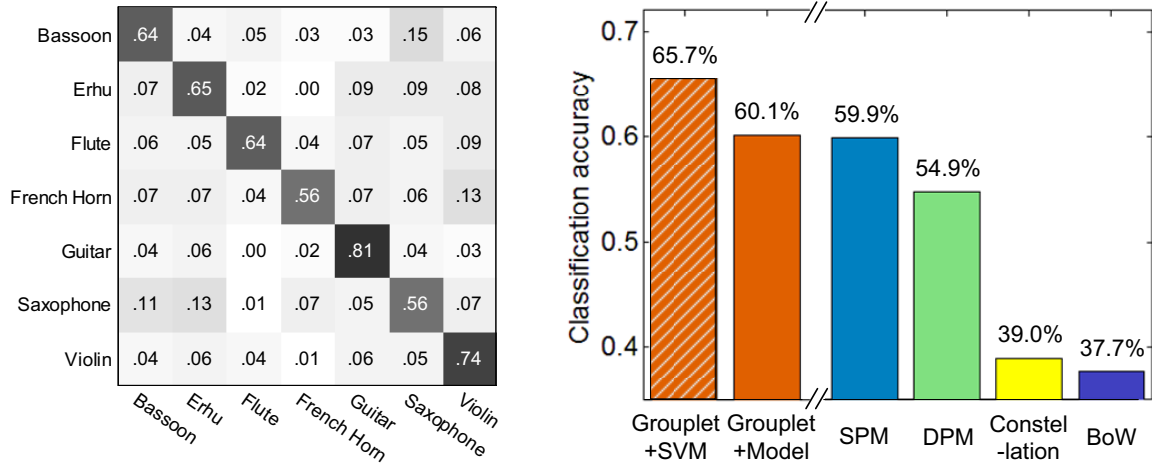 Bassoon .64 .04 .05 .03 .03 .15 .06
Erhu .07 .65 .02 .00 .09 .09 .08
Flute .06 .05 .64 .04 .07 .05 .09
French Horn .07 .07 .04 .56 .07 .06 .13
Guitar .04 .06 .00 .02 .81 .04 .03
Saxophone .11 .13 .01 .07 .05 .56 .07
Violin .04 .06 .04 .01 .06 .05 .74
Bassoon
Erhu
Flute
French Horn
Guitar
Saxophone
Violin
Classification accuracy
0.7
0.6
0.5
0.4
65.7%
60.1%
59.9%
54.9%
39.0%
37.7%
Grouplet
+SVM
Grouplet
+Model
SPM
DPM
Constel
-lation
BoW